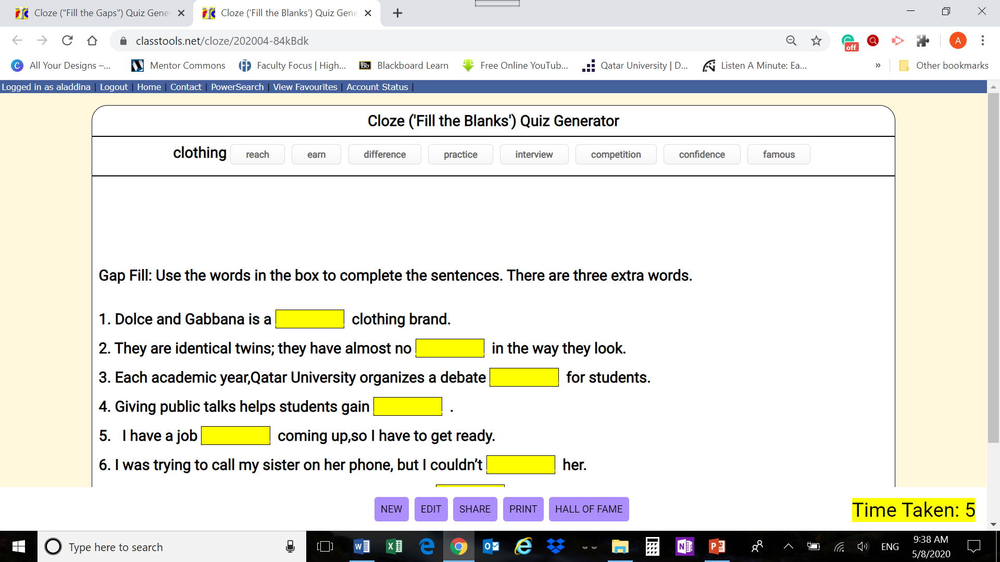 Cloze ("Fill the Gaps") Quiz Gene
Cloze ('Fill the Blanks') Quiz Gene
classtools.net/cloze/202004-84kBdk
off
A
All Your Designs –...
Mentor Commons
Faculty Focus | High...
Bb
Blackboard Learn
Free Online YouTub...
Qatar University | D...
Listen A Minute: Ea...
»
Other bookmarks
Logged in as aladdina | Logout | Home | Contact | PowerSearch | View Favourites | Account Status |
Cloze ('Fill the Blanks') Quiz Generator
clothing reach earn difference practice interview competition confidence famous
Gap Fill: Use the words in the box to complete the sentences. There are three extra words.
1. Dolce and Gabbana is a clothing brand.
2. They are identical twins; they have almost no in the way they look.
3. Each academic year,Qatar University organizes a debate for students.
4. Giving public talks helps students gain .
5. I have a job coming up,so I have to get ready.
6. I was trying to call my sister on her phone, but I couldn’t her.
NEW EDIT SHARE PRINT HALL OF FAME
Time Taken: 5
Type here to search
ENG
9:38 AM
5/8/2020